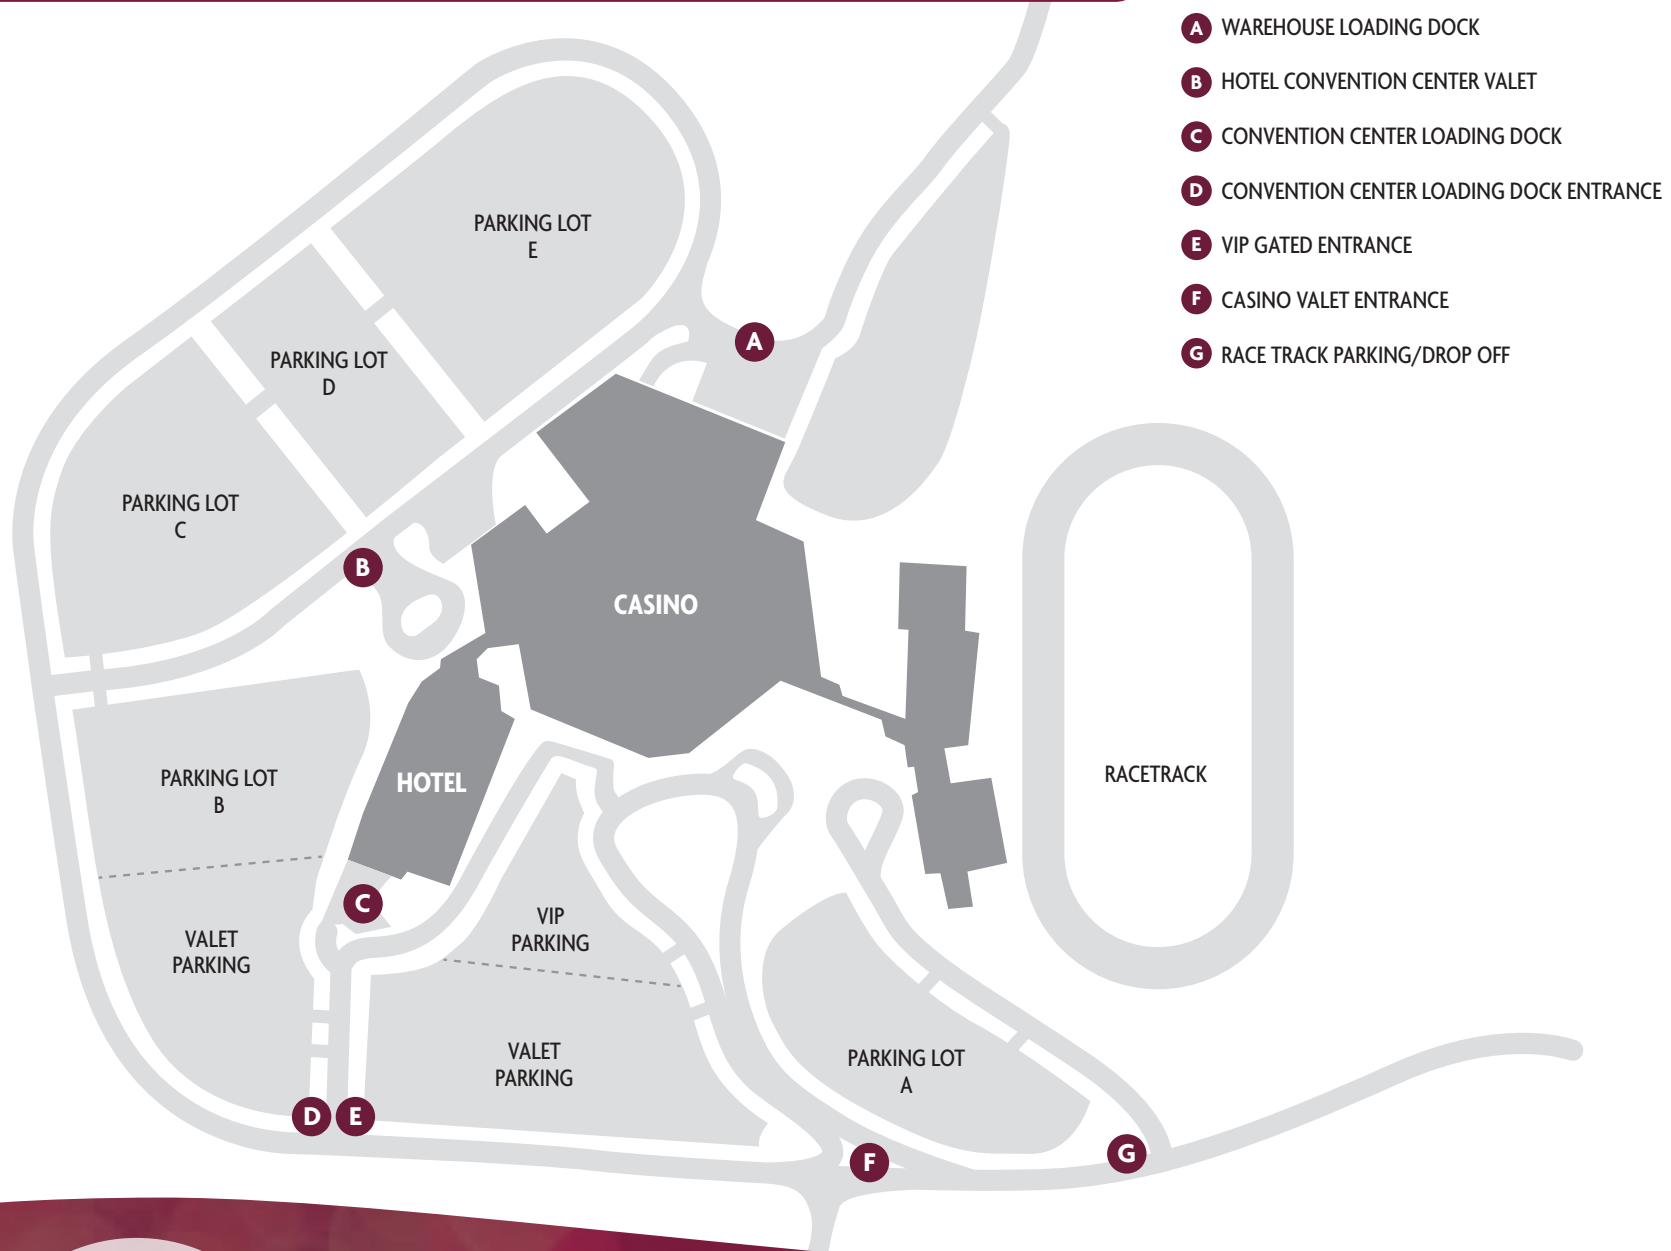 A WAREHOUSE LOADING DOCK
B HOTEL CONVENTION CENTER VALET
C CONVENTION CENTER LOADING DOCK
D CONVENTION CENTER LOADING DOCK ENTRANCE
E VIP GATED ENTRANCE
F CASINO VALET ENTRANCE
G RACE TRACK PARKING/DROP OFF
PARKING LOT
E
A
PARKING LOT
D
PARKING LOT
C
B
CASINO
PARKING LOT
B
HOTEL
RACETRACK
C
VALET
PARKING
VIP
PARKING
VALET
PARKING
PARKING LOT
A
D
E
F
G